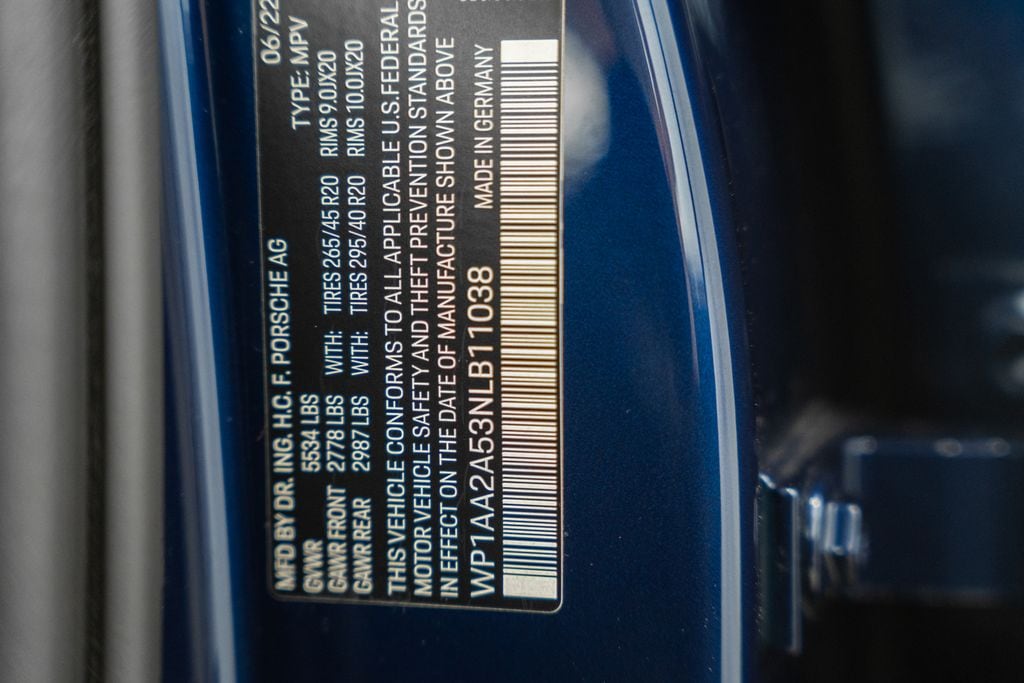 MFD BY DR. ING. H.C. F. PORSCHE AG 06/22
GVWR 5534 LBS TYPE: MPV
GAWR FRONT 2778 LBS WITH: TIRES 265/45 R20 RIMS 9.0JX20
GAWR REAR 2987 LBS WITH: TIRES 295/40 R20 RIMS 10.0JX20
THIS VEHICLE CONFORMS TO ALL APPLICABLE U.S. FEDERAL
MOTOR VEHICLE SAFETY AND THEFT PREVENTION STANDARDS
IN EFFECT ON THE DATE OF MANUFACTURE SHOWN ABOVE
WP1AA2A53NLB11038 MADE IN GERMANY